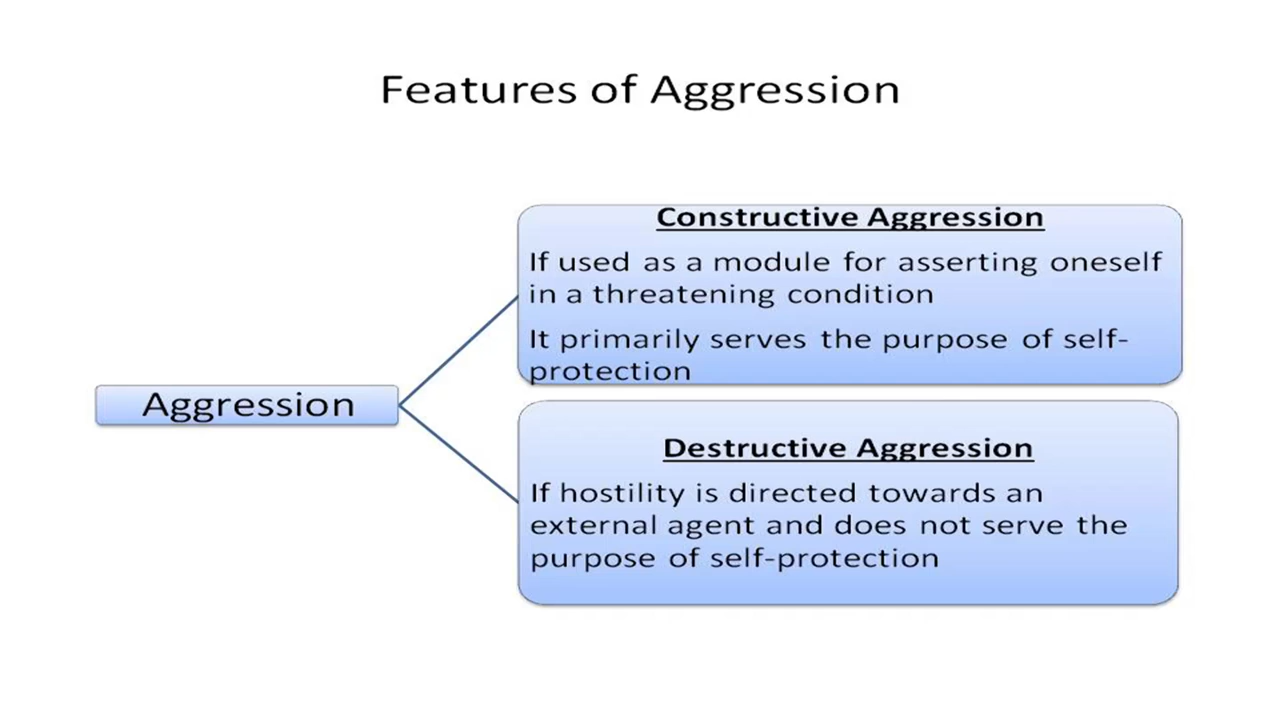 Features of Aggression
Aggression
Constructive Aggression
If used as a module for asserting oneself
in a threatening condition
It primarily serves the purpose of self-
protection
Destructive Aggression
If hostility is directed towards an
external agent and does not serve the
purpose of self-protection